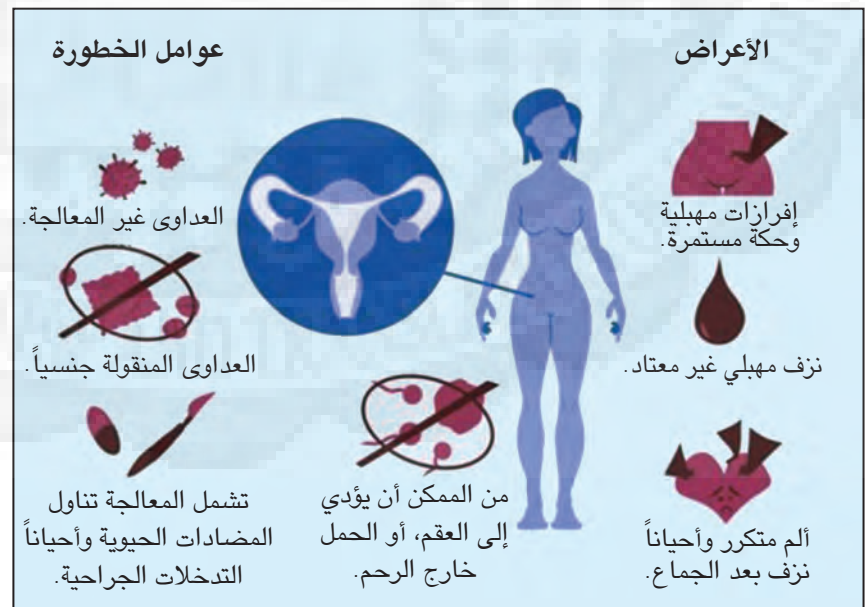 الأعراض
إفرازات مهبلية
وحكة مستمرة.
نزف مهبلي غير معتاد.
ألم متكرر وأحياناً
نزف بعد الجماع.
عوامل الخطورة
العداوى غير المعالجة.
العداوى المنقولة جنسياً.
من الممكن أن يؤدي
إلى العقم، أو الحمل
خارج الرحم.
تشمل المعالجة تناول
المضادات الحيوية وأحياناً
التدخلات الجراحية.